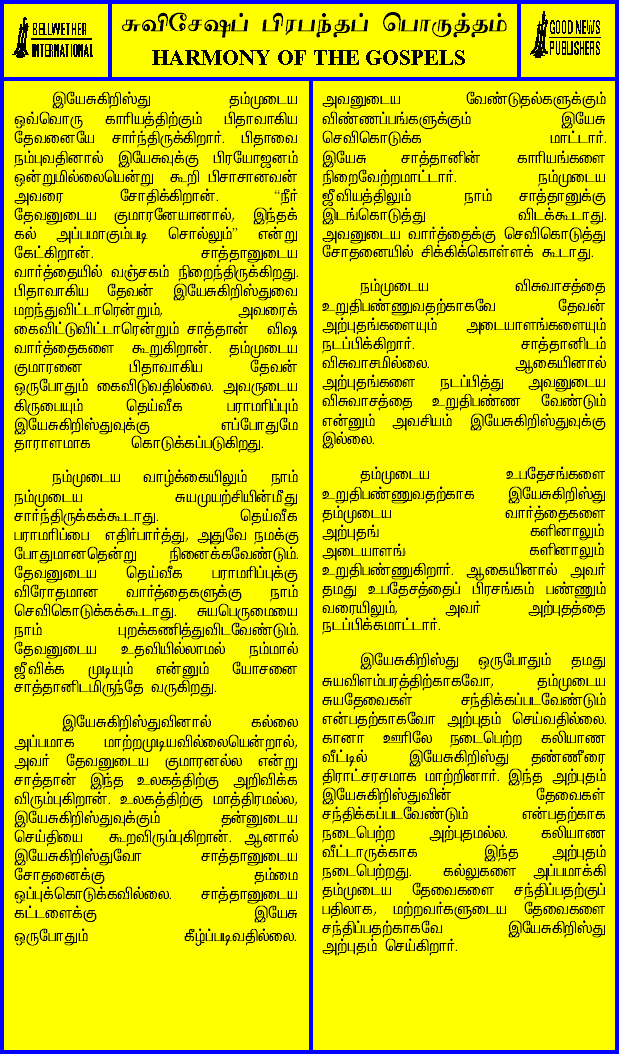 BELLWETHER
INTERNATIONAL
சுவிசேஷப் பிரபந்தப் பொருத்தம்
HARMONY OF THE GOSPELS
GOOD NEWS
PUBLISHERS
இயேசுகிறிஸ்து தம்முடைய
ஒவ்வொரு காரியத்திற்கும் பிதாவாகிய
தேவனையே சார்ந்திருக்கிறார். பிதாவை
நம்புவதினால் இயேசுவுக்கு பிரயோஜனம்
ஒன்றுமில்லையென்று கூறி பிசாசானவன்
அவரை சோதிக்கிறான். “நீர்
தேவனுடைய குமாரனேயானால், இந்தக்
கல் அப்பமாகும்படி சொல்லும்” என்று
கேட்கிறான். சாத்தானுடைய
வார்த்தையில் வஞ்சகம் நிறைந்திருக்கிறது.
பிதாவாகிய தேவன் இயேசுகிறிஸ்துவை
மறந்துவிட்டாரென்றும், அவரைக்
கைவிட்டுவிட்டாரென்றும் சாத்தான் விஷ
வார்த்தைகளை கூறுகிறான். தம்முடைய
குமாரனை பிதாவாகிய தேவன்
ஒருபோதும் கைவிடுவதில்லை. அவருடைய
கிருபையும் தெய்வீக பராமரிப்பும்
இயேசுகிறிஸ்துவுக்கு எப்போதுமே
தாராளமாக கொடுக்கப்படுகிறது.
நம்முடைய வாழ்க்கையிலும் நாம்
நம்முடைய சுயமுயற்சியின்மீது
சார்ந்திருக்கக்கூடாது. தெய்வீக
பராமரிப்பை எதிர்பார்த்து, அதுவே நமக்கு
போதுமானதென்று நினைக்கவேண்டும்.
தேவனுடைய தெய்வீக பராமரிப்புக்கு
விரோதமான வார்த்தைகளுக்கு நாம்
செவிகொடுக்கக்கூடாது. சுயபெருமையை
நாம் புறக்கணித்துவிடவேண்டும்.
தேவனுடைய உதவியில்லாமல் நம்மால்
ஜீவிக்க முடியும் என்னும் யோசனை
சாத்தானிடமிருந்தே வருகிறது.
இயேசுகிறிஸ்துவினால் கல்லை
அப்பமாக மாற்றமுடியவில்லையென்றால்,
அவர் தேவனுடைய குமாரனல்ல என்று
சாத்தான் இந்த உலகத்திற்கு அறிவிக்க
விரும்புகிறான். உலகத்திற்கு மாத்திரமல்ல,
இயேசுகிறிஸ்துவுக்கும் தன்னுடைய
செய்தியை கூறவிரும்புகிறான். ஆனால்
இயேசுகிறிஸ்துவோ சாத்தானுடைய
சோதனைக்கு தம்மை
ஒப்புக்கொடுக்கவில்லை. சாத்தானுடைய
கட்டளைக்கு இயேசு
ஒருபோதும் கீழ்ப்படிவதில்லை.
அவனுடைய வேண்டுதல்களுக்கும்
விண்ணப்பங்களுக்கும் இயேசு
செவிகொடுக்க மாட்டார்.
இயேசு சாத்தானின் காரியங்களை
நிறைவேற்றமாட்டார். நம்முடைய
ஜீவியத்திலும் நாம் சாத்தானுக்கு
இடங்கொடுத்து விடக்கூடாது.
அவனுடைய வார்த்தைக்கு செவிகொடுத்து
சோதனையில் சிக்கிக்கொள்ளக் கூடாது.
நம்முடைய விசுவாசத்தை
உறுதிபண்ணுவதற்காகவே தேவன்
அற்புதங்களையும் அடையாளங்களையும்
நடப்பிக்கிறார். சாத்தானிடம்
விசுவாசமில்லை. ஆகையினால்
அற்புதங்களை நடப்பித்து அவனுடைய
விசுவாசத்தை உறுதிபண்ண வேண்டும்
என்னும் அவசியம் இயேசுகிறிஸ்துவுக்கு
இல்லை.
தம்முடைய உபதேசங்களை
உறுதிபண்ணுவதற்காக இயேசுகிறிஸ்து
தம்முடைய வார்த்தைகளை
அற்புதங் களினாலும்
அடையாளங் களினாலும்
உறுதிபண்ணுகிறார். ஆகையினால் அவர்
தமது உபதேசத்தைப் பிரசங்கம் பண்ணும்
வரையிலும், அவர் அற்புதத்தை
நடப்பிக்கமாட்டார்.
இயேசுகிறிஸ்து ஒருபோதும் தமது
சுயவிளம்பரத்திற்காகவோ, தம்முடைய
சுயதேவைகள் சந்திக்கப்படவேண்டும்
என்பதற்காகவோ அற்புதம் செய்வதில்லை.
கானா ஊரிலே நடைபெற்ற கலியாண
வீட்டில் இயேசுகிறிஸ்து தண்ணீரை
திராட்சரசமாக மாற்றினார். இந்த அற்புதம்
இயேசுகிறிஸ்துவின் தேவைகள்
சந்திக்கப்படவேண்டும் என்பதற்காக
நடைபெற்ற அற்புதமல்ல. கலியாண
வீட்டாருக்காக இந்த அற்புதம்
நடைபெற்றது. கல்லுகளை அப்பமாக்கி
தம்முடைய தேவைகளை சந்திப்பதற்குப்
பதிலாக, மற்றவர்களுடைய தேவைகளை
சந்திப்பதற்காகவே இயேசுகிறிஸ்து
அற்புதம் செய்கிறார்.